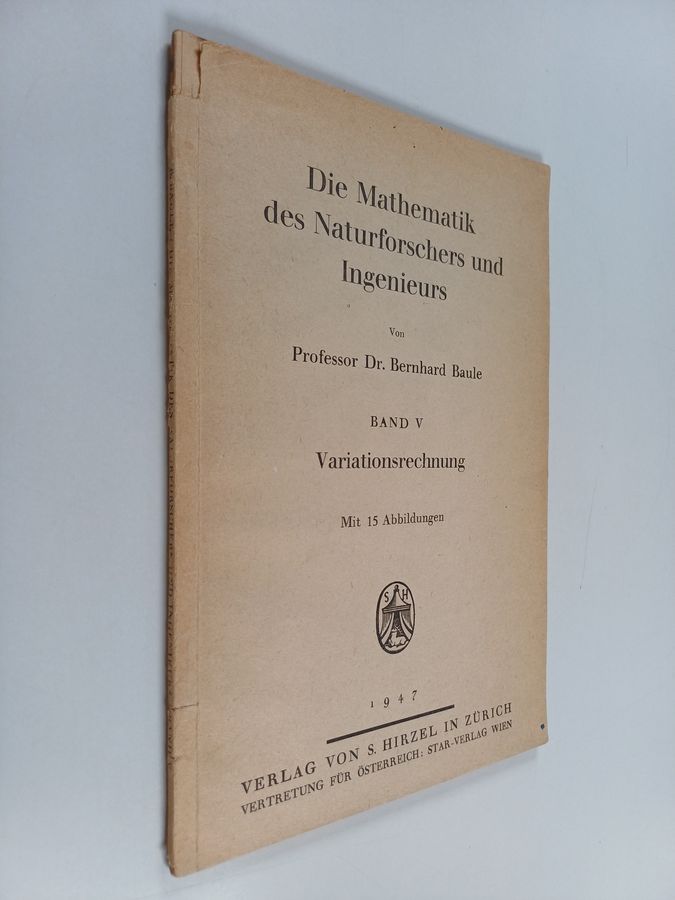 Die Mathematik
des Naturforschers und
Ingenieurs
Von
Professor Dr. Bernhard Baule
BAND V
Variationsrechnung
Mit 15 Abbildungen
S H
1947
VERLAG VON S. HIRZEL IN ZÜRICH
VERTRETUNG FÜR ÖSTERREICH: STAR-VERLAG WIEN